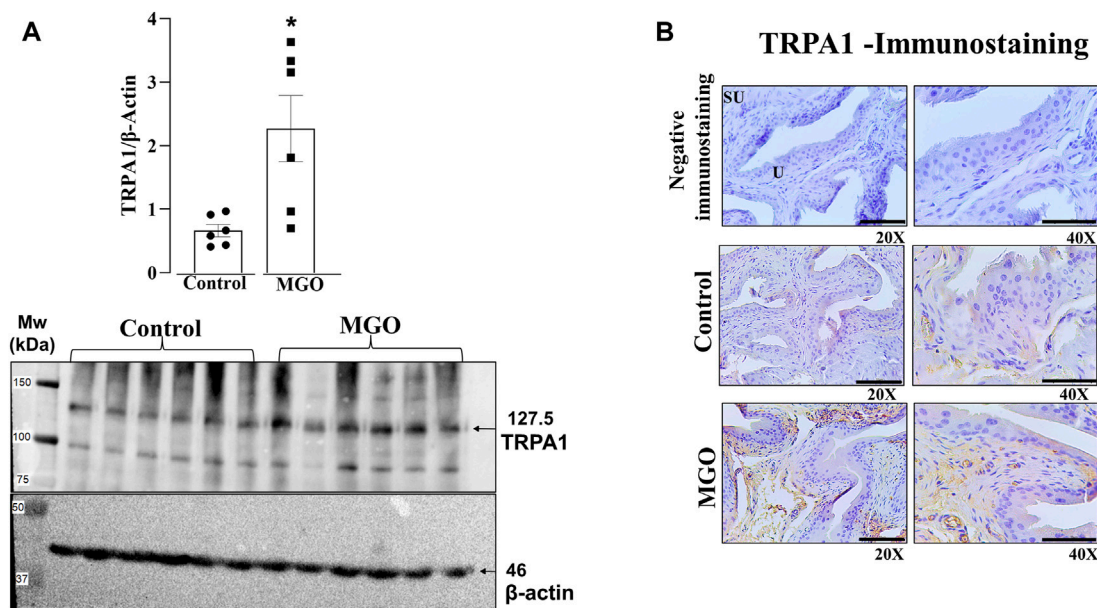 A
TRPA1/β-Actin
4
3
2
1
0
*
Control
MGO
Mw
(kDa)
Control
MGO
150
100
75
127.5
TRPA1
50
37
46
β-actin
B
TRPA1 -Immunostaining
Negative
immunostaining
SU
U
20X
40X
Control
20X
40X
MGO
20X
40X